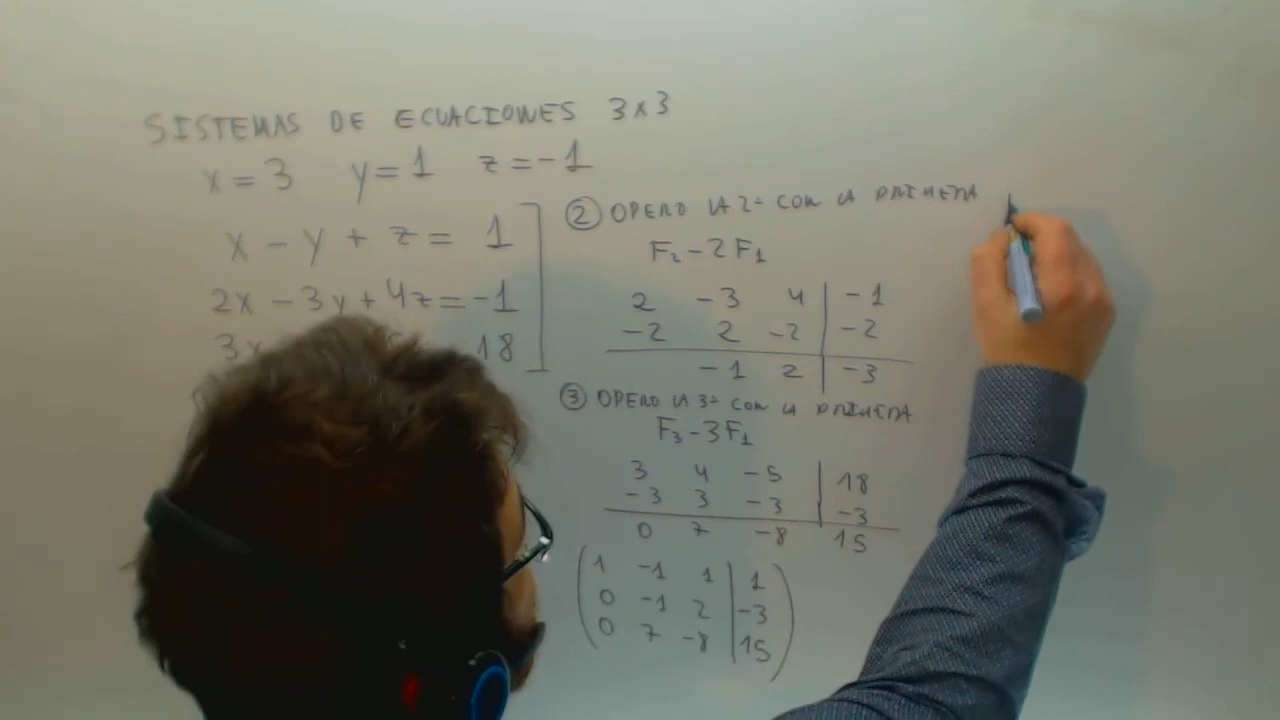 SISTEMAS DE ECUACIONES 3x3
x = 3 y = 1 z = -1
x - y + z = 1
2x - 3y + 4z = -1
3x 18
② OPERO LA 2ª CON LA PRIMERA
F₂ - 2F₁
2 -3 4 | -1
-2 2 -2 | -2
-1 2 | -3
③ OPERO LA 3ª CON LA PRIMERA
F₃ - 3F₁
3 4 -5 | 18
-3 3 -3 | -3
0 7 -8 15
1 -1 1 | 1
0 -1 2 | -3
0 7 -8 | 15